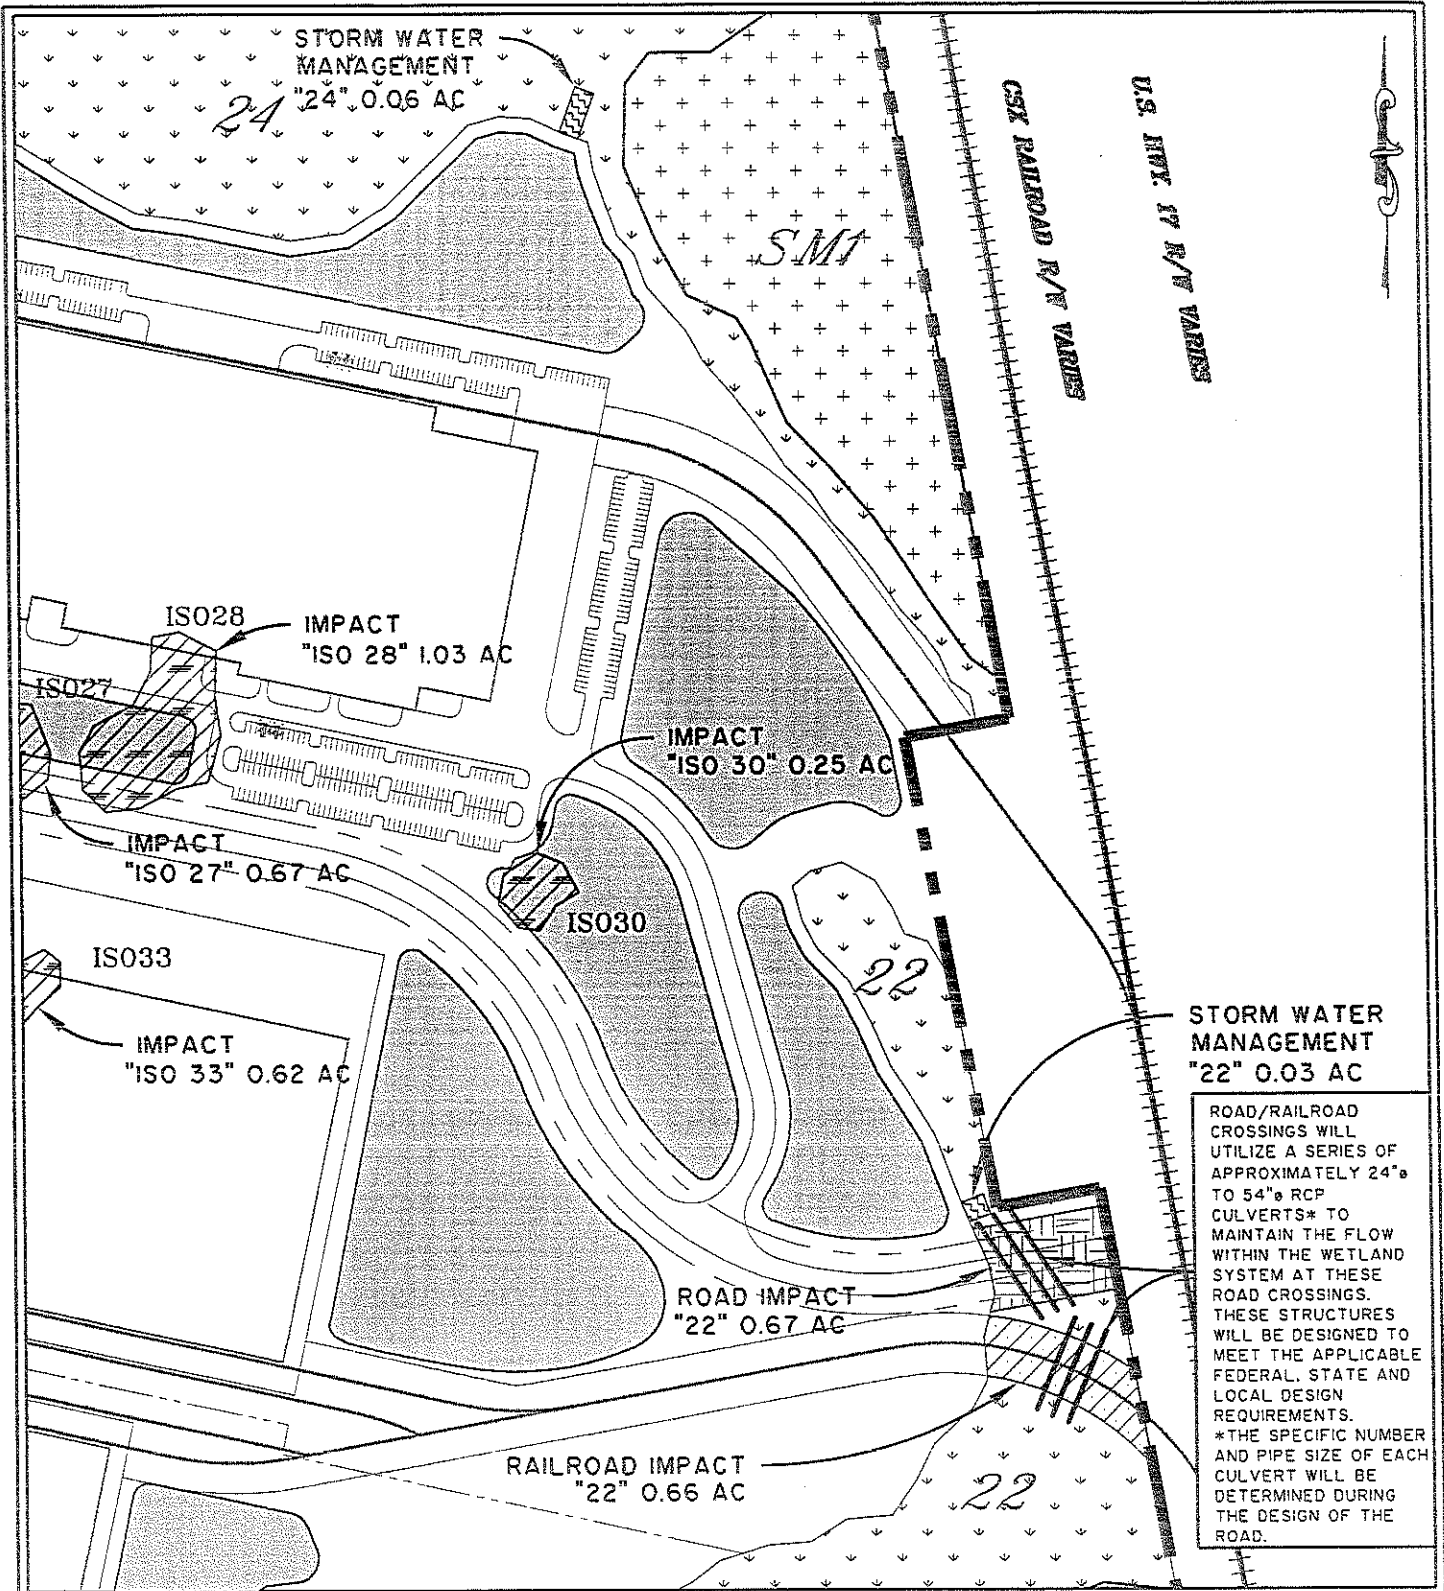 STORM WATER
MANAGEMENT
"24" 0.06 AC
24
SM1
CSX RAILROAD R/W VARIES
U.S. HWY. 17 R/W VARIES
ISO28
IMPACT
"ISO 28" 1.03 AC
ISO27
IMPACT
"ISO 30" 0.25 AC
IMPACT
"ISO 27" 0.67 AC
ISO30
ISO33
22
IMPACT
"ISO 33" 0.62 AC
STORM WATER
MANAGEMENT
"22" 0.03 AC
ROAD/RAILROAD
CROSSINGS WILL
UTILIZE A SERIES OF
APPROXIMATELY 24"ø
TO 54"ø RCP
CULVERTS* TO
MAINTAIN THE FLOW
WITHIN THE WETLAND
SYSTEM AT THESE
ROAD CROSSINGS.
THESE STRUCTURES
WILL BE DESIGNED TO
MEET THE APPLICABLE
FEDERAL, STATE AND
LOCAL DESIGN
REQUIREMENTS.
*THE SPECIFIC NUMBER
AND PIPE SIZE OF EACH
CULVERT WILL BE
DETERMINED DURING
THE DESIGN OF THE
ROAD.
ROAD IMPACT
"22" 0.67 AC
RAILROAD IMPACT
"22" 0.66 AC
22